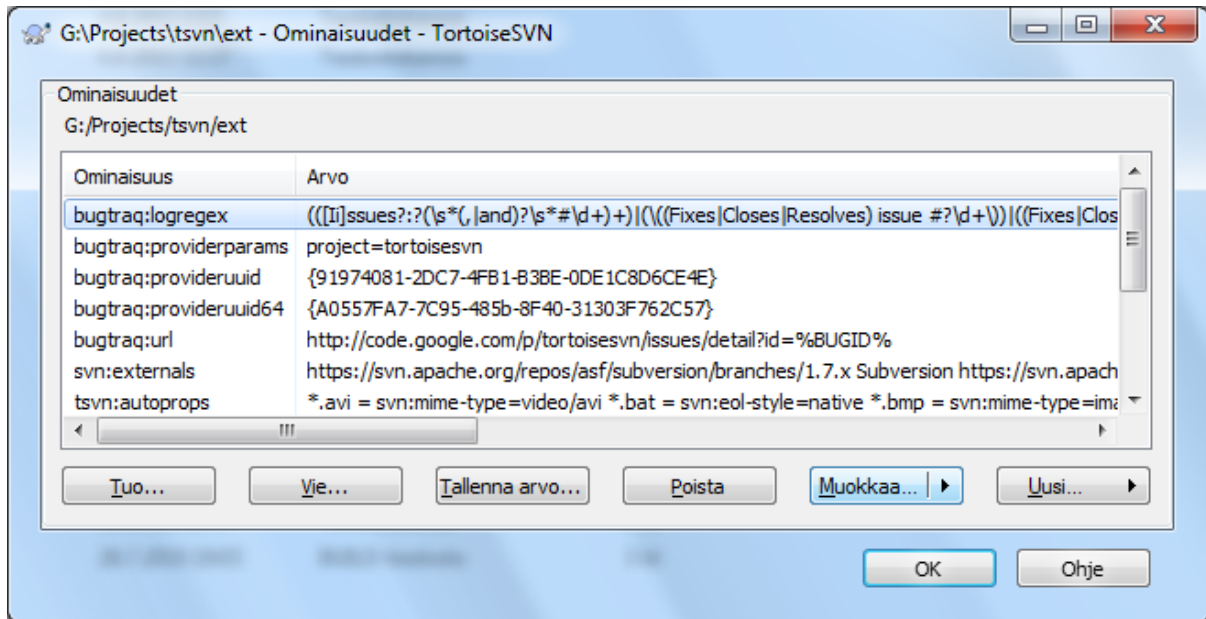 G:\Projects\tsvn\ext - Ominaisuudet - TortoiseSVN
Ominaisuudet
G:/Projects/tsvn/ext
Ominaisuus Arvo
bugtraq:logregex (([Ii]ssues?:?(\s*(,|and)?\s*#\d+)+)|(\((Fixes|Closes|Resolves) issue #?\d+\))|((Fixes|Clos
bugtraq:providerparams project=tortoisesvn
bugtraq:provideruuid {91974081-2DC7-4FB1-B3BE-0DE1C8D6CE4E}
bugtraq:provideruuid64 {A0557FA7-7C95-485b-8F40-31303F762C57}
bugtraq:url http://code.google.com/p/tortoisesvn/issues/detail?id=%BUGID%
svn:externals https://svn.apache.org/repos/asf/subversion/branches/1.7.x Subversion https://svn.apach
tsvn:autoprops *.avi = svn:mime-type=video/avi *.bat = svn:eol-style=native *.bmp = svn:mime-type=ima
Tuo... Vie... Tallenna arvo... Poista Muokkaa... Uusi...
OK Ohje